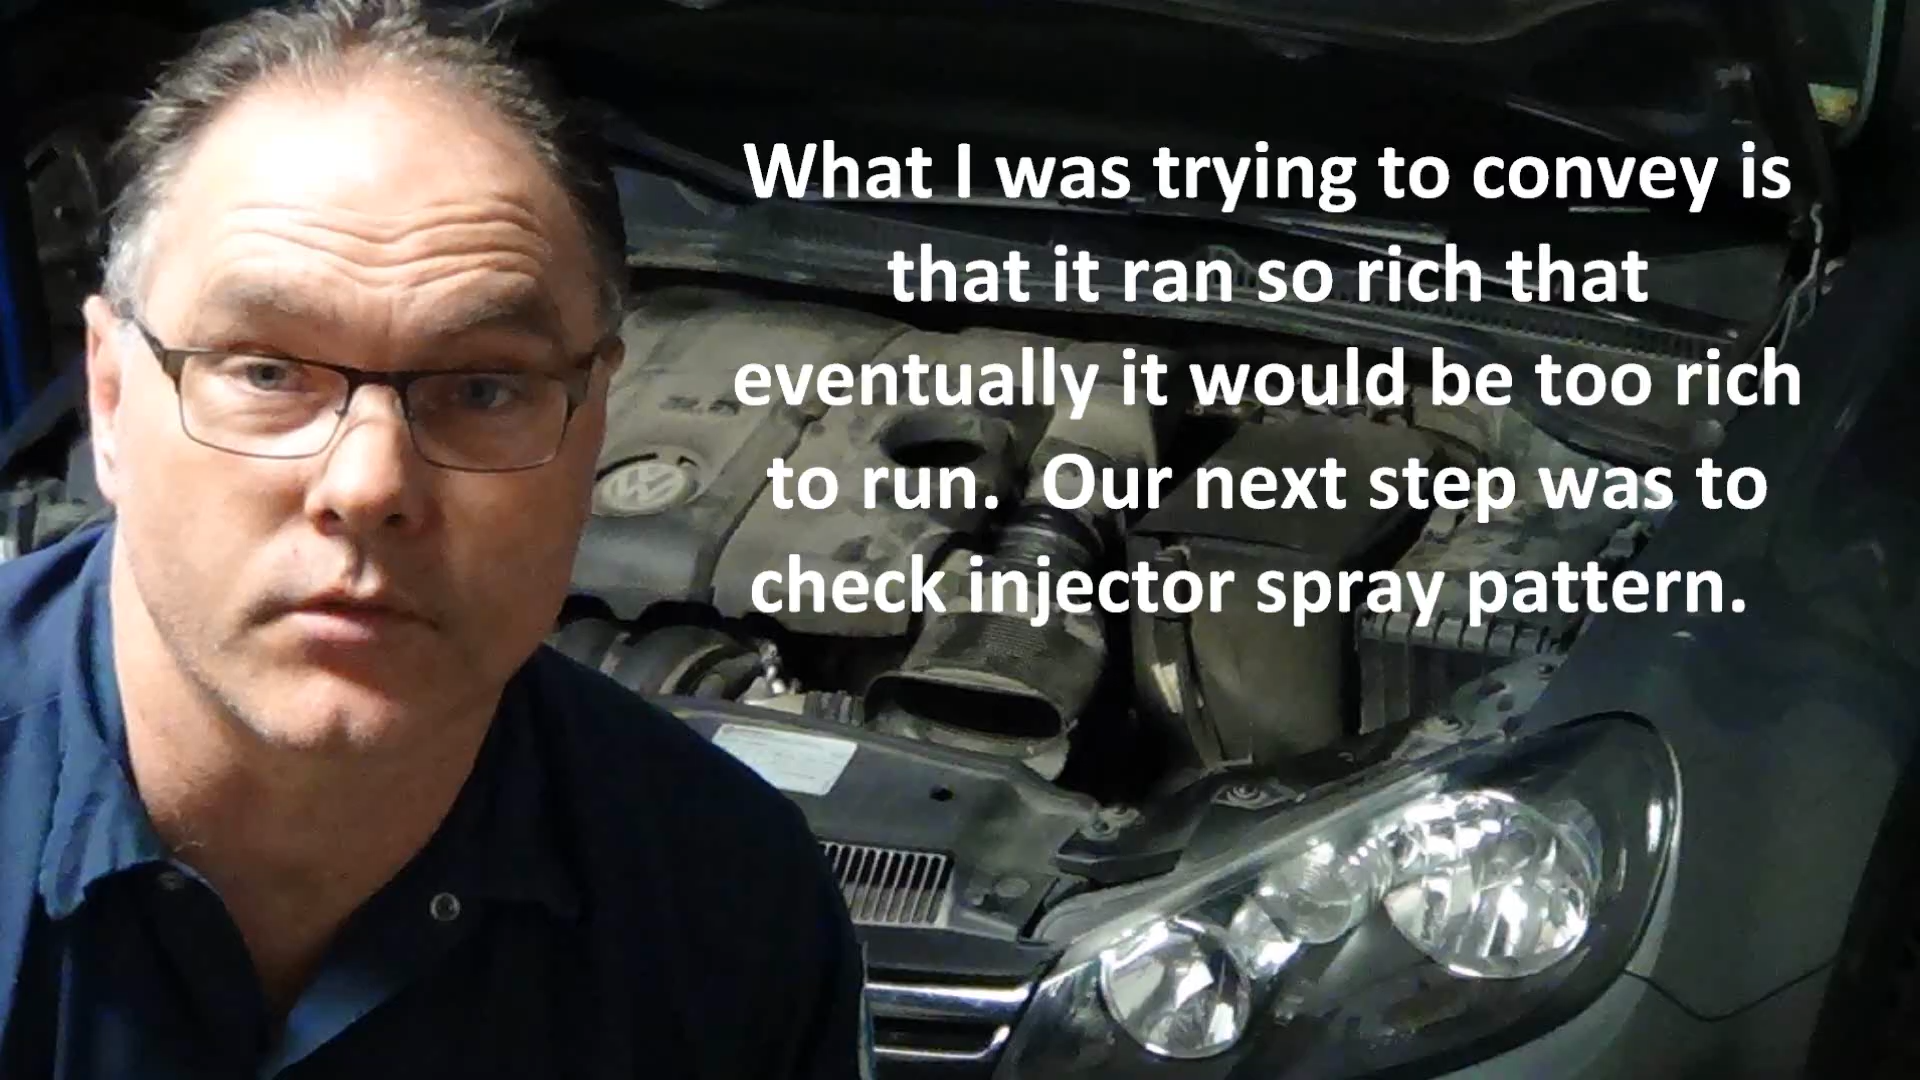 What I was trying to convey is
that it ran so rich that
eventually it would be too rich
to run.  Our next step was to
check injector spray pattern.